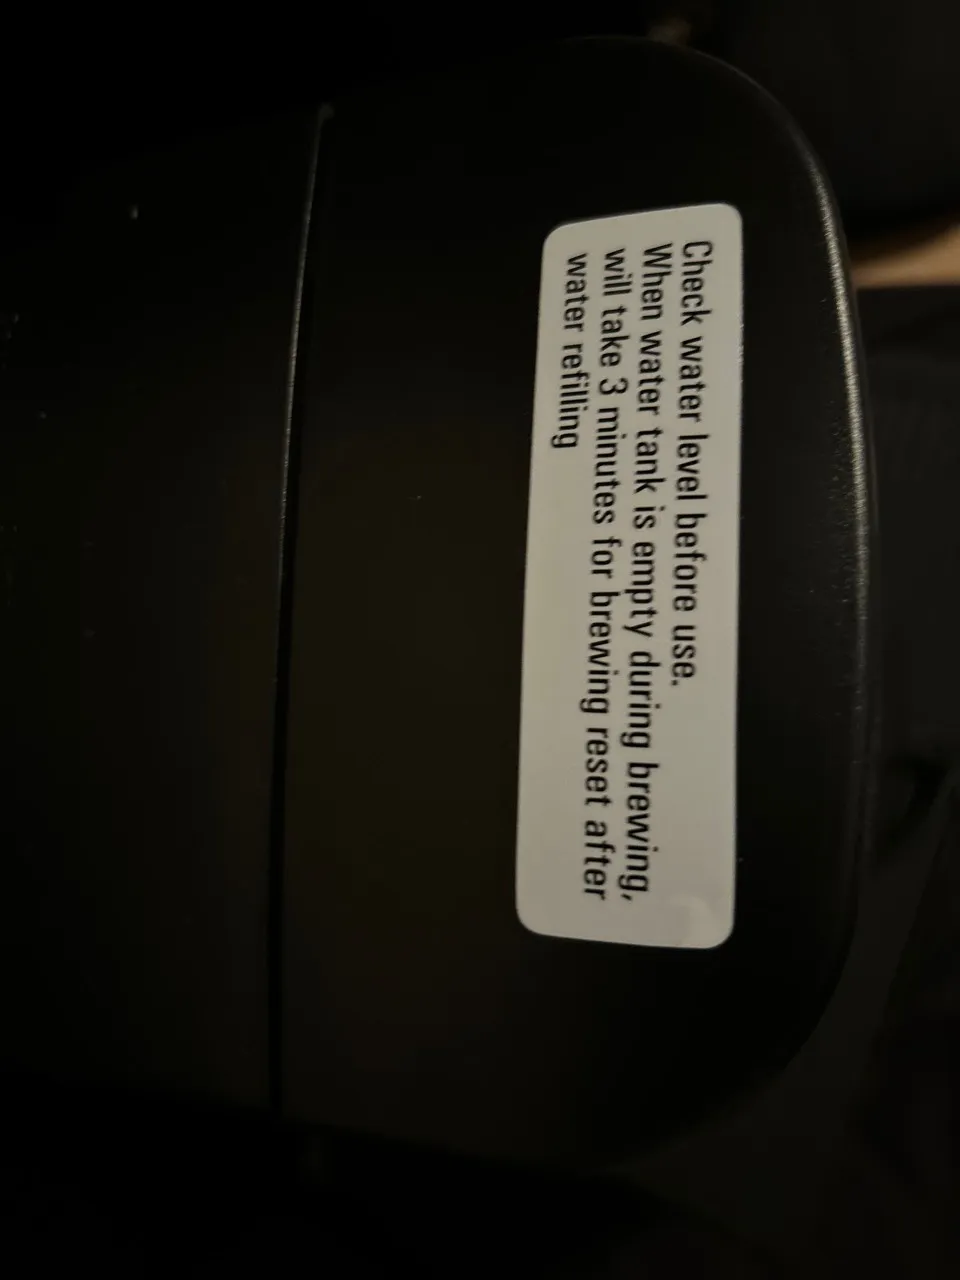 Check water level before use.
When water tank is empty during brewing,
will take 3 minutes for brewing reset after
water refilling